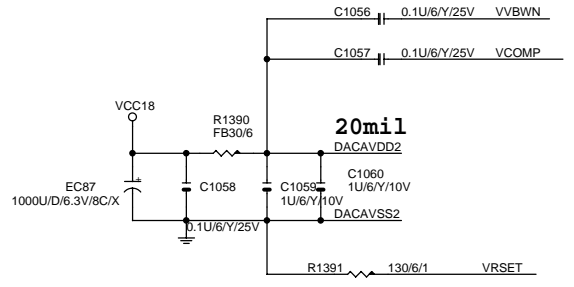 C1056 0.1U/6/Y/25V VVBWN
C1057 0.1U/6/Y/25V VCOMP
VCC18
R1390
FB30/6
20mil
DACAVDD2
EC87
1000U/D/6.3V/8C/X
+
C1058
0.1U/6/Y/25V
C1059
1U/6/Y/10V
C1060
1U/6/Y/10V
DACAVSS2
R1391 130/6/1 VRSET